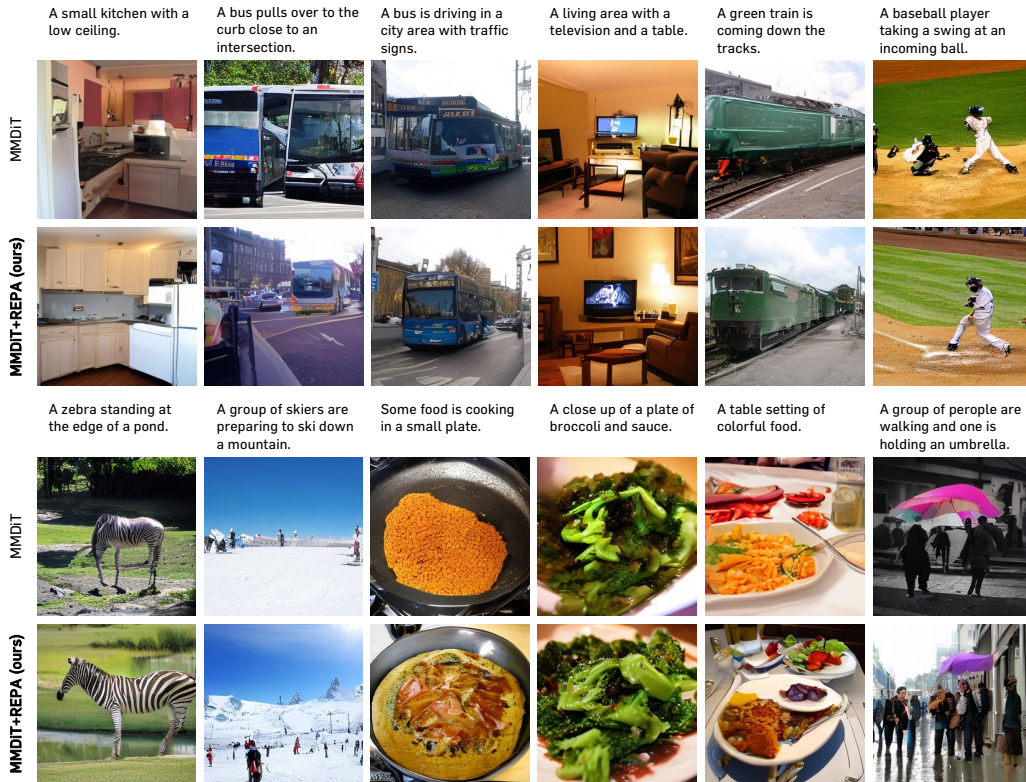 A small kitchen with a
low ceiling.
A bus pulls over to the
curb close to an
intersection.
A bus is driving in a
city area with traffic
signs.
A living area with a
television and a table.
A green train is
coming down the
tracks.
A baseball player
taking a swing at an
incoming ball.
MMDiT
MMDiT+REPA (ours)
A zebra standing at
the edge of a pond.
A group of skiers are
preparing to ski down
a mountain.
Some food is cooking
in a small plate.
A close up of a plate of
broccoli and sauce.
A table setting of
colorful food.
A group of perople are
walking and one is
holding an umbrella.
MMDiT
MMDiT+REPA (ours)